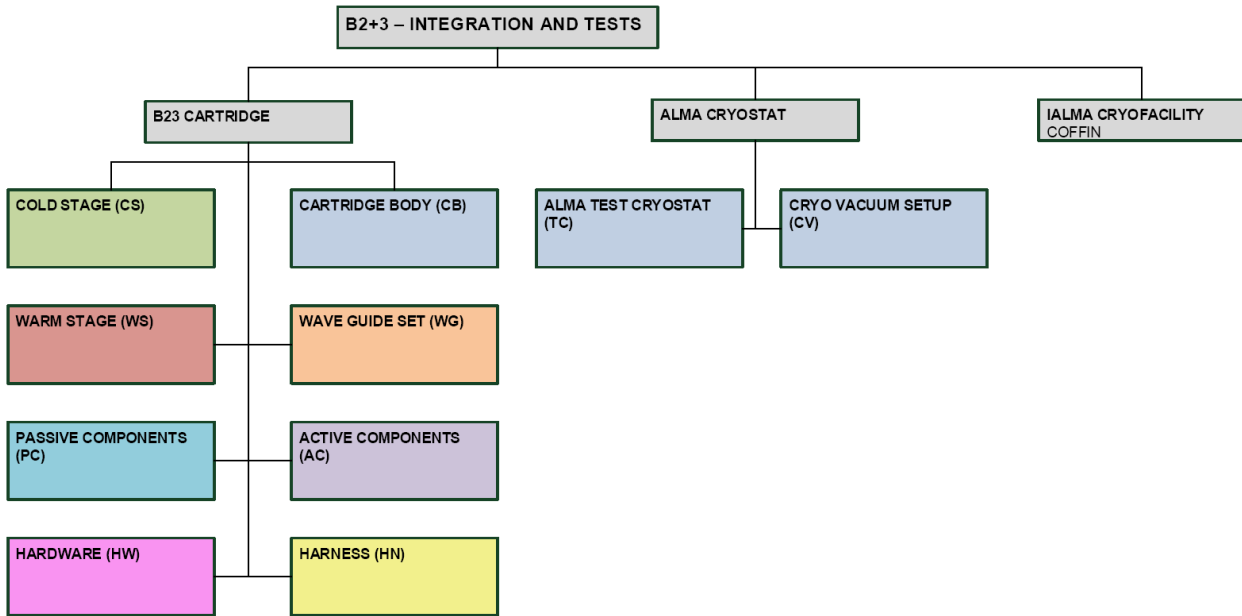 B2+3 – INTEGRATION AND TESTS
B23 CARTRIDGE
ALMA CRYOSTAT
IALMA CRYOFACILITY
COFFIN
COLD STAGE (CS)
CARTRIDGE BODY (CB)
ALMA TEST CRYOSTAT
(TC)
CRYO VACUUM SETUP
(CV)
WARM STAGE (WS)
WAVE GUIDE SET (WG)
PASSIVE COMPONENTS
(PC)
ACTIVE COMPONENTS
(AC)
HARDWARE (HW)
HARNESS (HN)